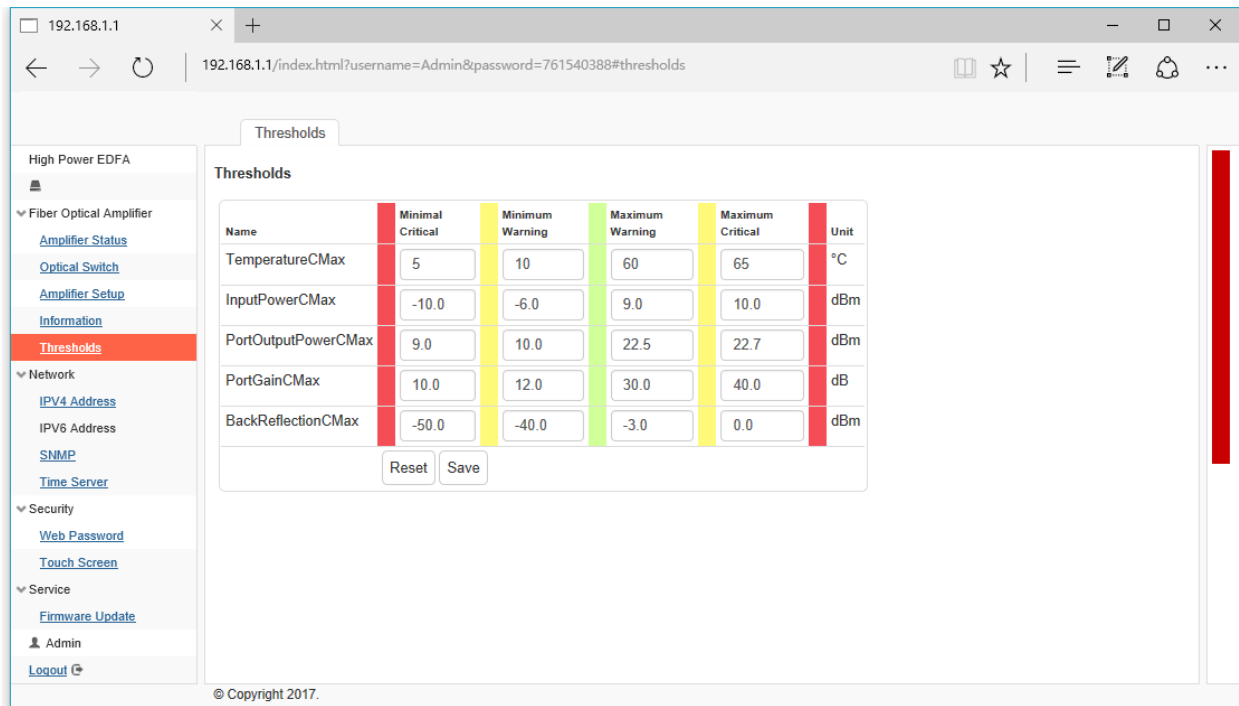 192.168.1.1
192.168.1.1/index.html?username=Admin&password=761540388#thresholds
Thresholds
High Power EDFA
Fiber Optical Amplifier
Amplifier Status
Optical Switch
Amplifier Setup
Information
Thresholds
Network
IPV4 Address
IPV6 Address
SNMP
Time Server
Security
Web Password
Touch Screen
Service
Firmware Update
Admin
Logout
Thresholds
Name Minimal Critical Minimum Warning Maximum Warning Maximum Critical Unit
TemperatureCMax 5 10 60 65 °C
InputPowerCMax -10.0 -6.0 9.0 10.0 dBm
PortOutputPowerCMax 9.0 10.0 22.5 22.7 dBm
PortGainCMax 10.0 12.0 30.0 40.0 dB
BackReflectionCMax -50.0 -40.0 -3.0 0.0 dBm
Reset Save
© Copyright 2017.